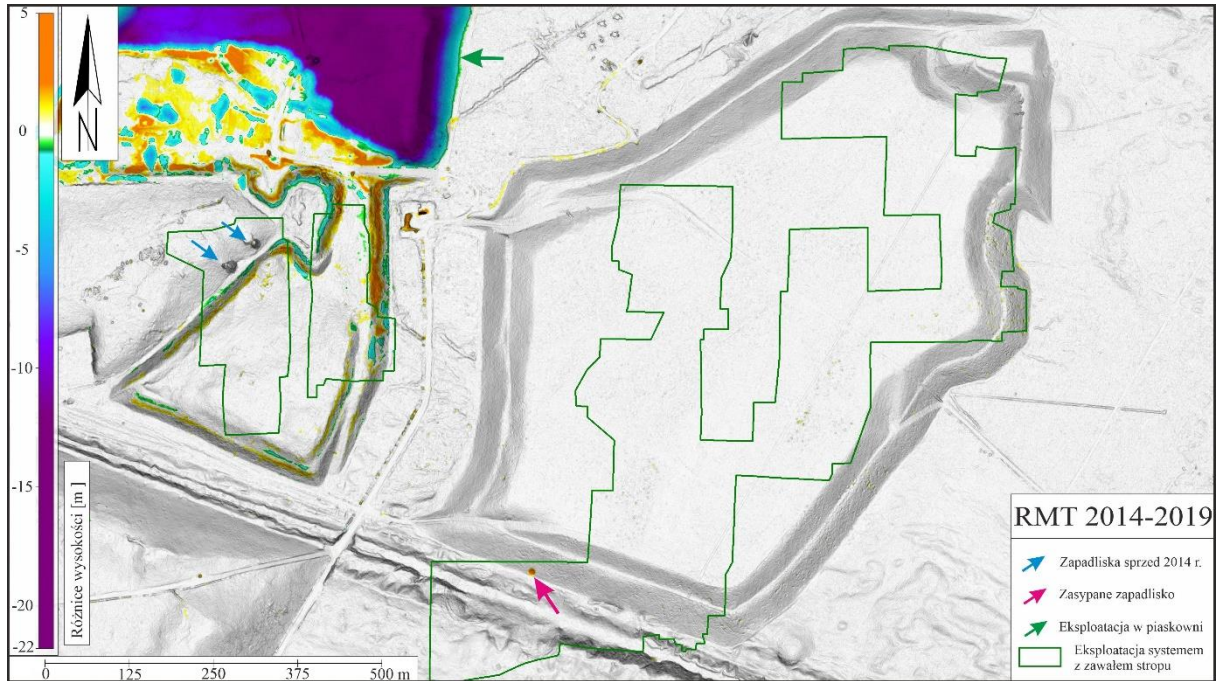 5
0
-5
-10
-15
-20
-22
N
Różnice wysokości [m]
0 125 250 375 500 m
RMT 2014-2019
Zapadliska sprzed 2014 r.
Zasypane zapadlisko
Eksploatacja w piaskowni
Eksploatacja systemem
z zawałem stropu